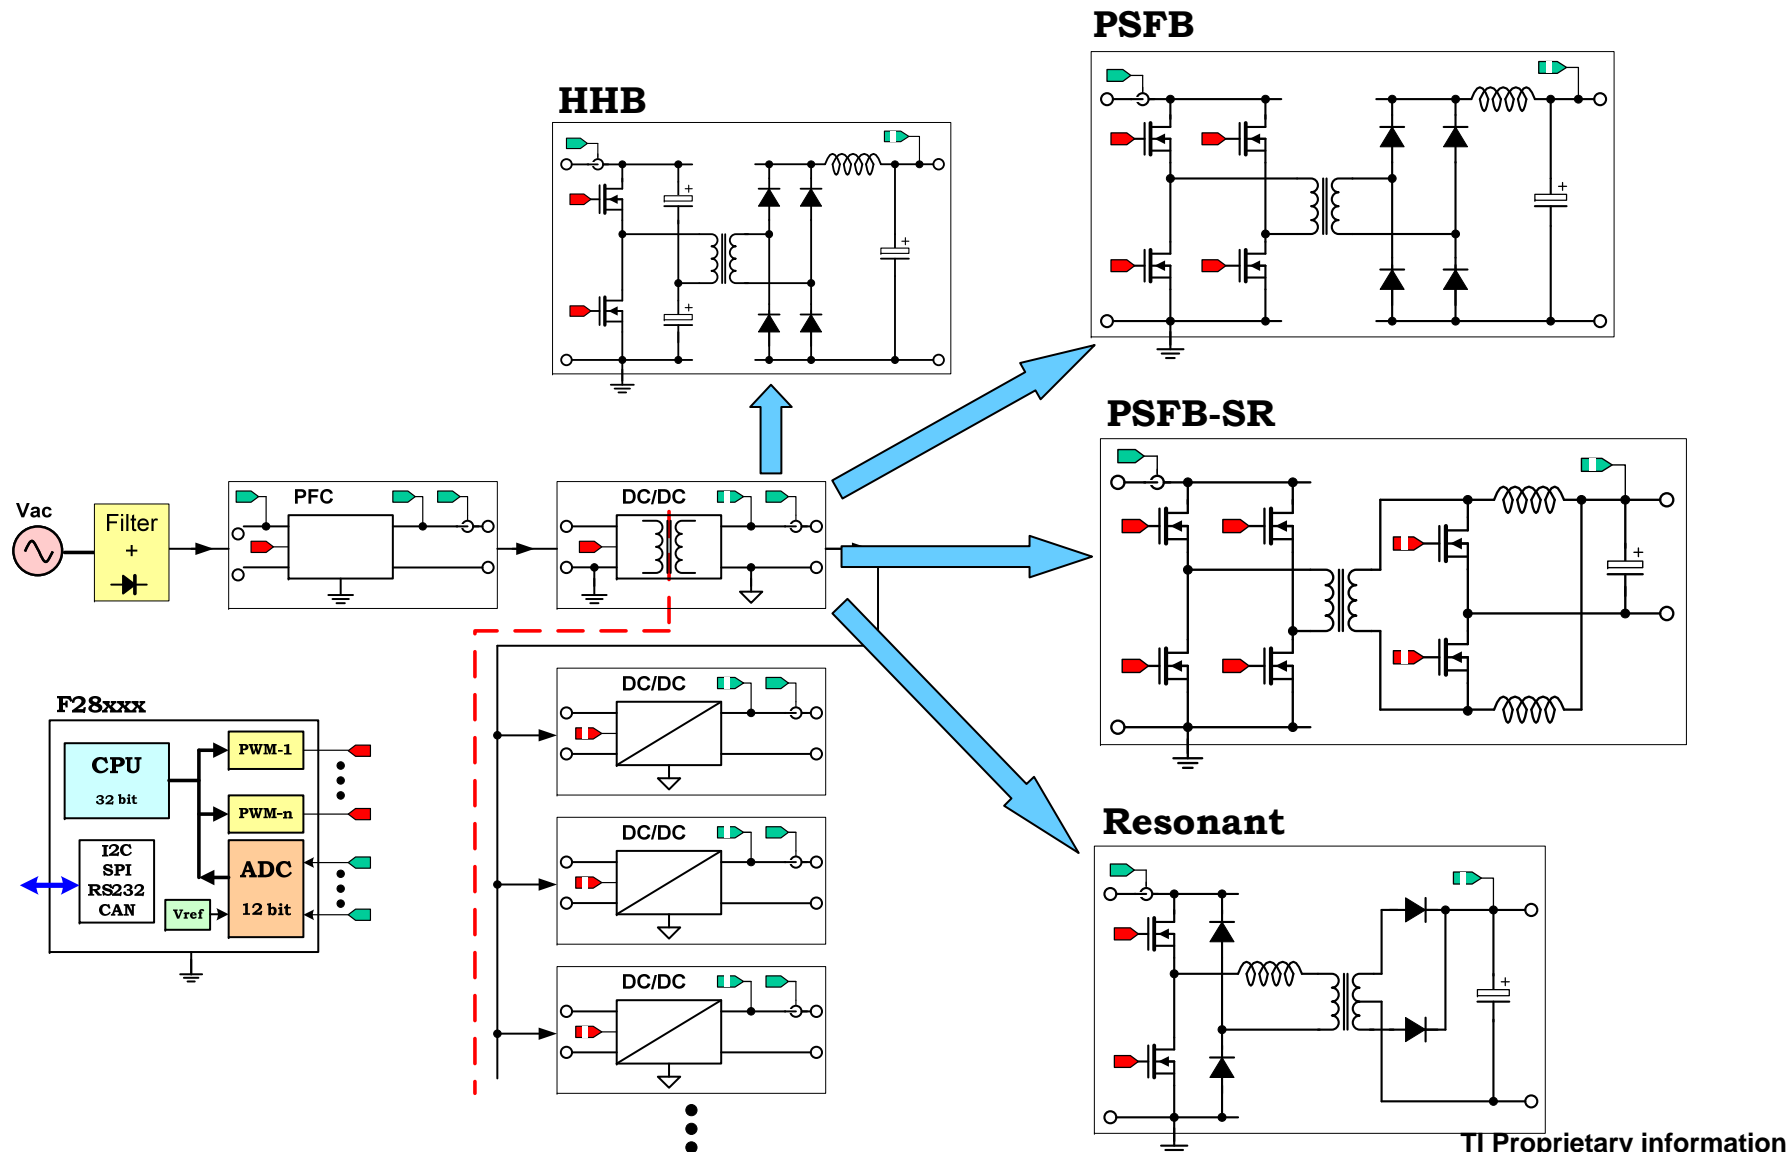 PSFB
HHB
PSFB-SR
Vac
Filter
+
PFC
DC/DC
DC/DC
DC/DC
DC/DC
F28xxx
CPU
32 bit
PWM-1
PWM-n
I2C
SPI
RS232
CAN
Vref
ADC
12 bit
Resonant
+
+
+
+
+
+
TI Proprietary information